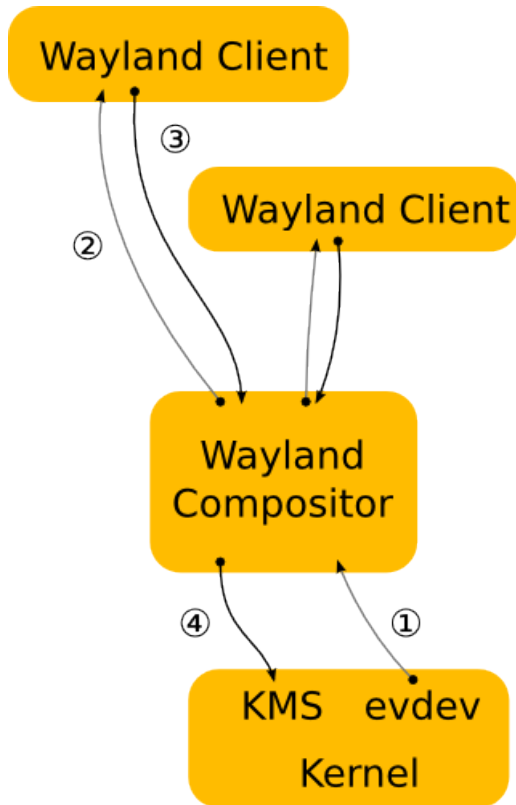 Wayland Client
③
Wayland Client
②
Wayland
Compositor
④
①
KMS evdev
Kernel